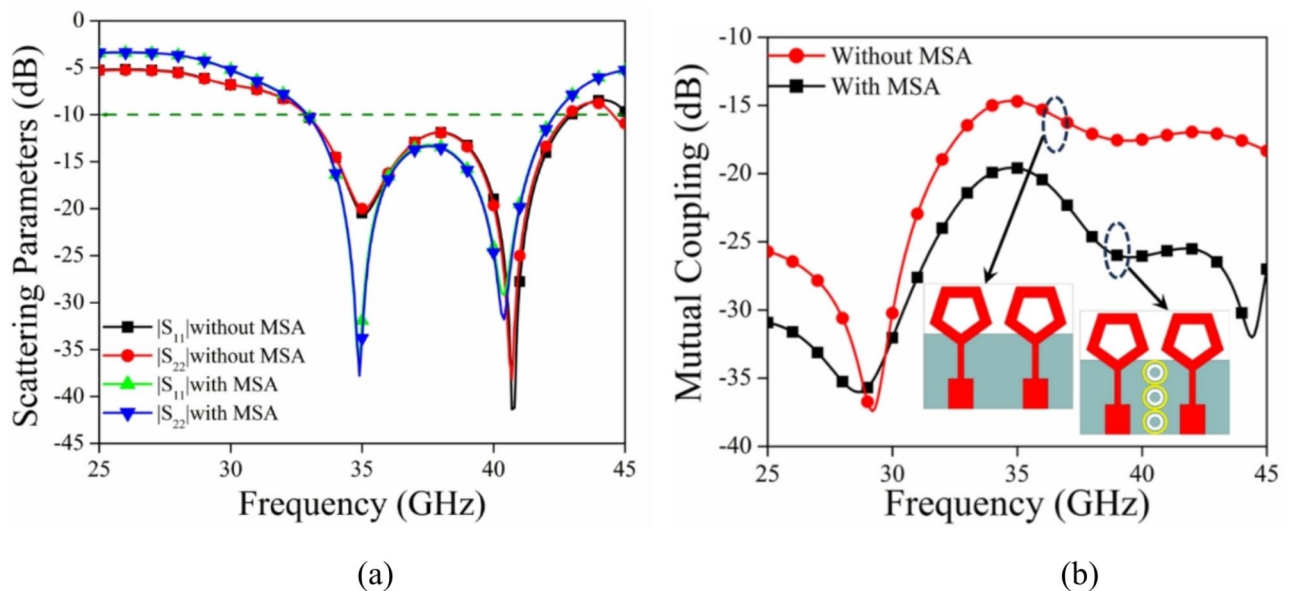 0
-5
-10
-15
-20
-25
-30
-35
-40
-45
Scattering Parameters (dB)
|S11|without MSA
|S22|without MSA
|S11|with MSA
|S22|with MSA
25 30 35 40 45
Frequency (GHz)
(a)
-10
-15
-20
-25
-30
-35
-40
Mutual Coupling (dB)
Without MSA
With MSA
25 30 35 40 45
Frequency (GHz)
(b)